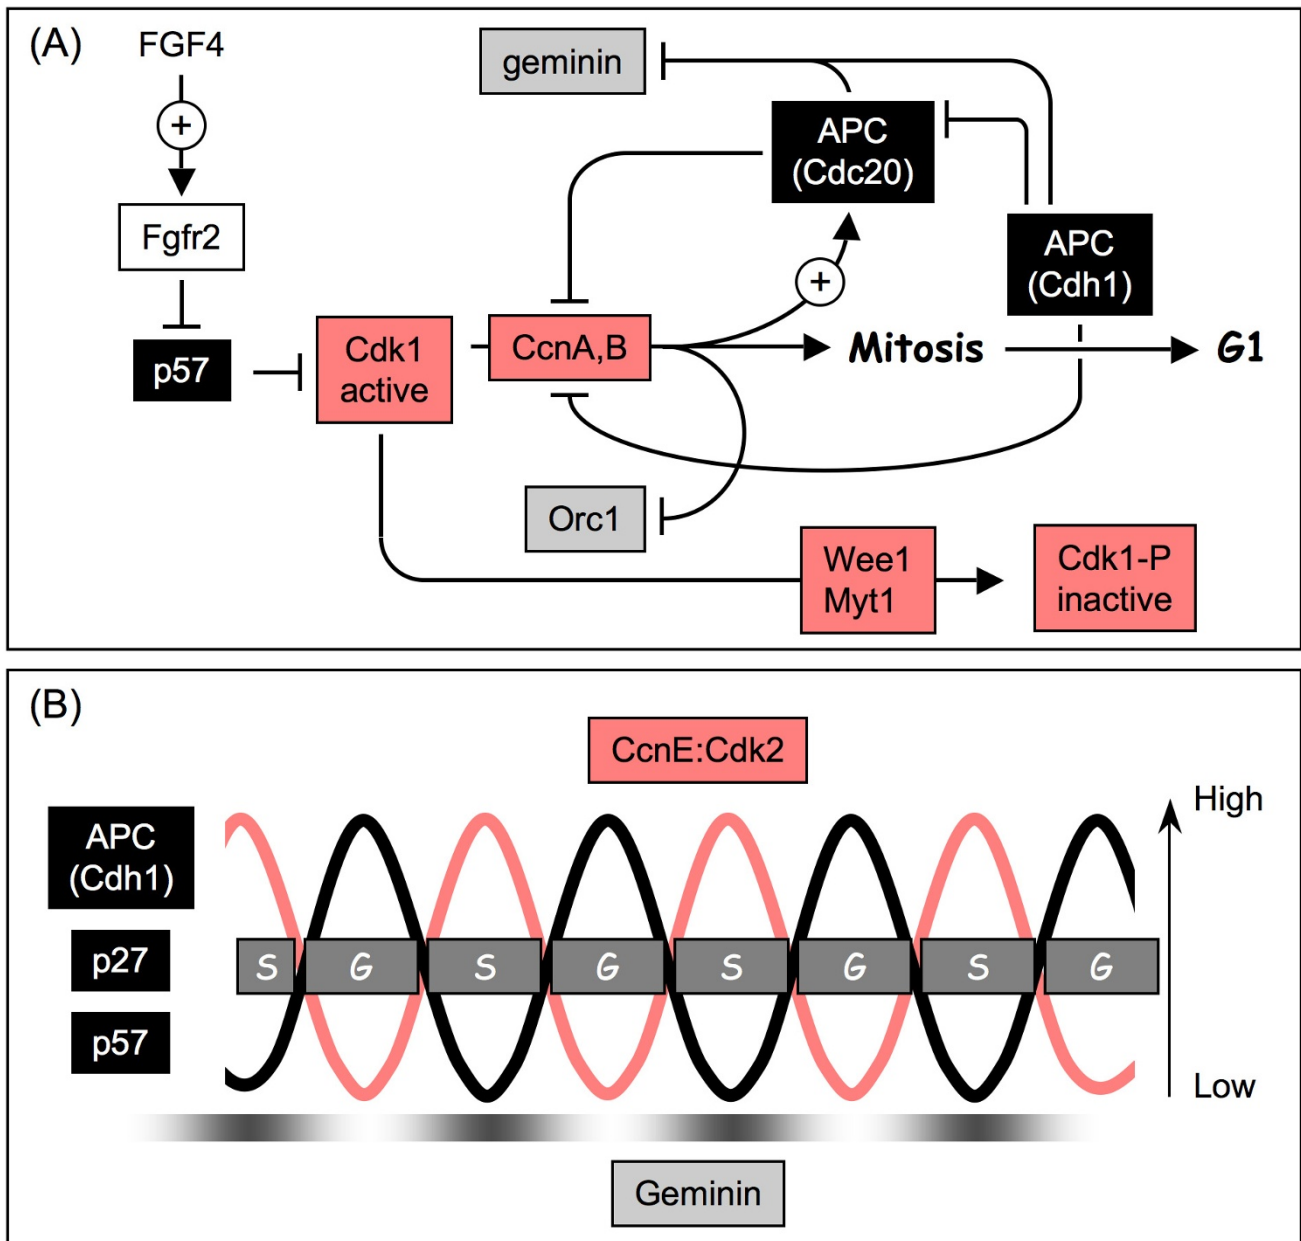 (A)
FGF4
+
Fgfr2
p57
geminin
APC
(Cdc20)
APC
(Cdh1)
+
Cdk1
active
CcnA,B
Mitosis
G1
Orc1
Wee1
Myt1
Cdk1-P
inactive
(B)
CcnE:Cdk2
APC
(Cdh1)
p27
p57
S G S G S G S G
High
Low
Geminin